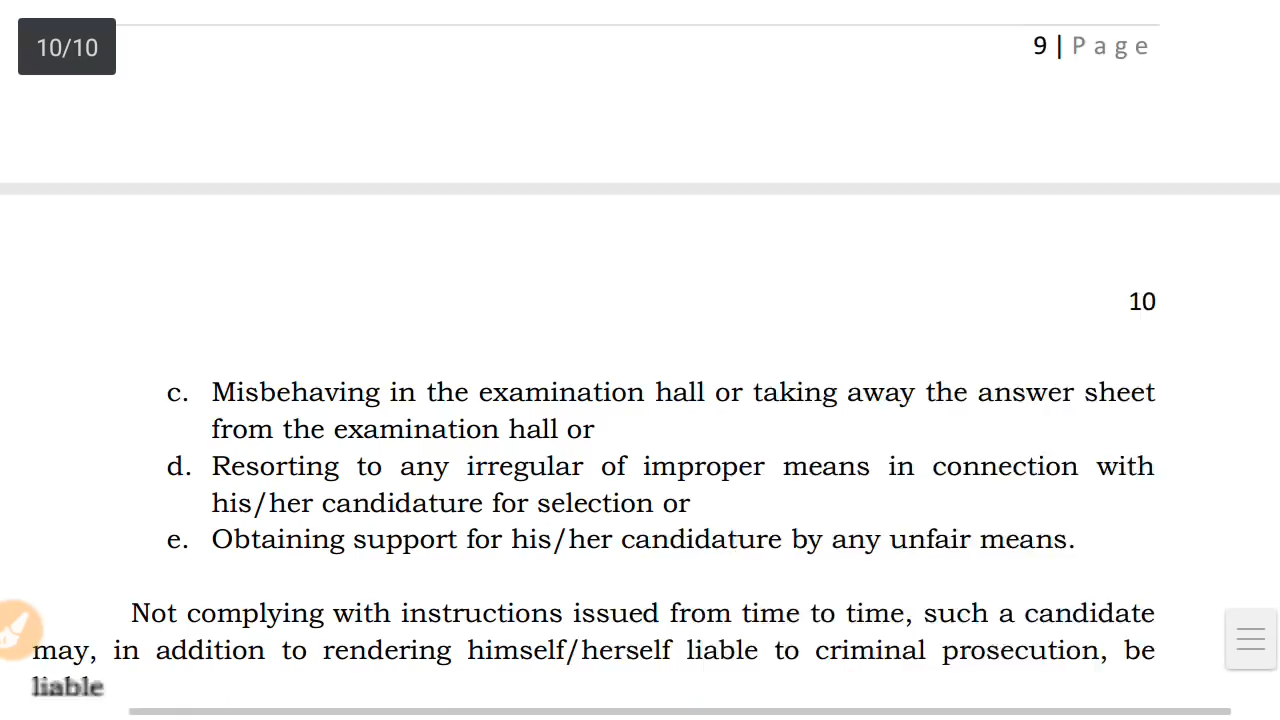 10/10
9 | P a g e
10
c. Misbehaving in the examination hall or taking away the answer sheet
from the examination hall or
d. Resorting to any irregular of improper means in connection with
his/her candidature for selection or
e. Obtaining support for his/her candidature by any unfair means.
Not complying with instructions issued from time to time, such a candidate
may, in addition to rendering himself/herself liable to criminal prosecution, be
liable